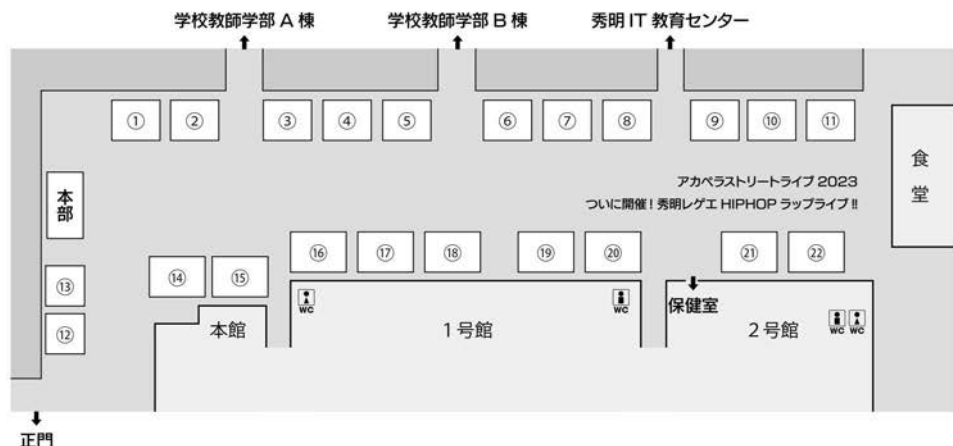 学校教師学部 A 棟
学校教師学部 B 棟
秀明 IT 教育センター
① ② ③ ④ ⑤ ⑥ ⑦ ⑧ ⑨ ⑩ ⑪
食堂
本部
アカペラストリートライブ 2023
ついに開催！秀明レゲエ HIPHOP ラップライブ !!
⑯ ⑰ ⑱ ⑲ ⑳ ㉑ ㉒
⑬ ⑭ ⑮
WC
WC
保健室
⑫
本館
1 号館
2 号館
WC WC
正門